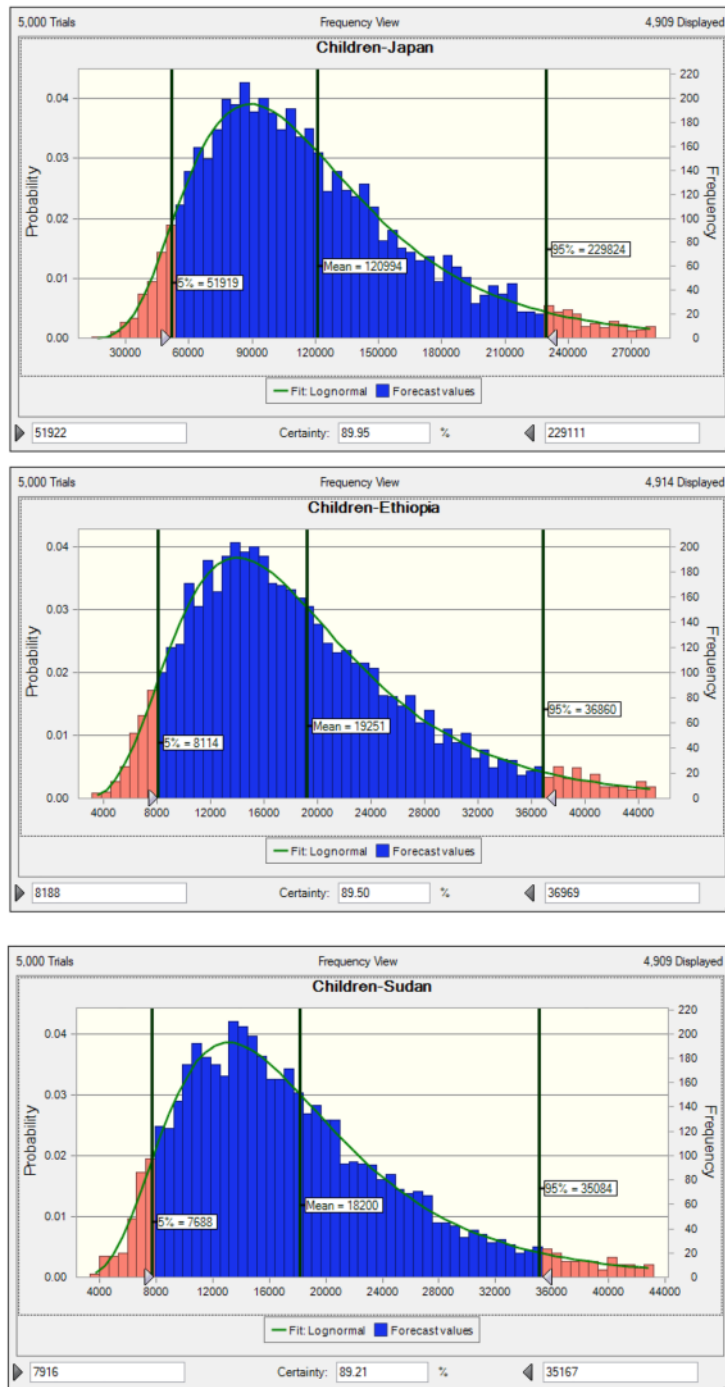 5,000 Trials Frequency View 4,909 Displayed
Children-Japan
Probability
0.04
0.03
0.02
0.01
0.00
220
200
180
160
140
120
100
80
60
40
20
0
Frequency
5% = 51919
Mean = 120994
95% = 229824
30000 60000 90000 120000 150000 180000 210000 240000 270000
Fit: Lognormal Forecast values
51922 Certainty: 89.95 % 229111
5,000 Trials Frequency View 4,914 Displayed
Children-Ethiopia
Probability
0.04
0.03
0.02
0.01
0.00
200
180
160
140
120
100
80
60
40
20
0
Frequency
5% = 8114
Mean = 19251
95% = 36860
4000 8000 12000 16000 20000 24000 28000 32000 36000 40000 44000
Fit: Lognormal Forecast values
8188 Certainty: 89.50 % 36969
5,000 Trials Frequency View 4,909 Displayed
Children-Sudan
Probability
0.04
0.03
0.02
0.01
0.00
220
200
180
160
140
120
100
80
60
40
20
0
Frequency
5% = 7688
Mean = 18200
95% = 35084
4000 8000 12000 16000 20000 24000 28000 32000 36000 40000 44000
Fit: Lognormal Forecast values
7916 Certainty: 89.21 % 35167